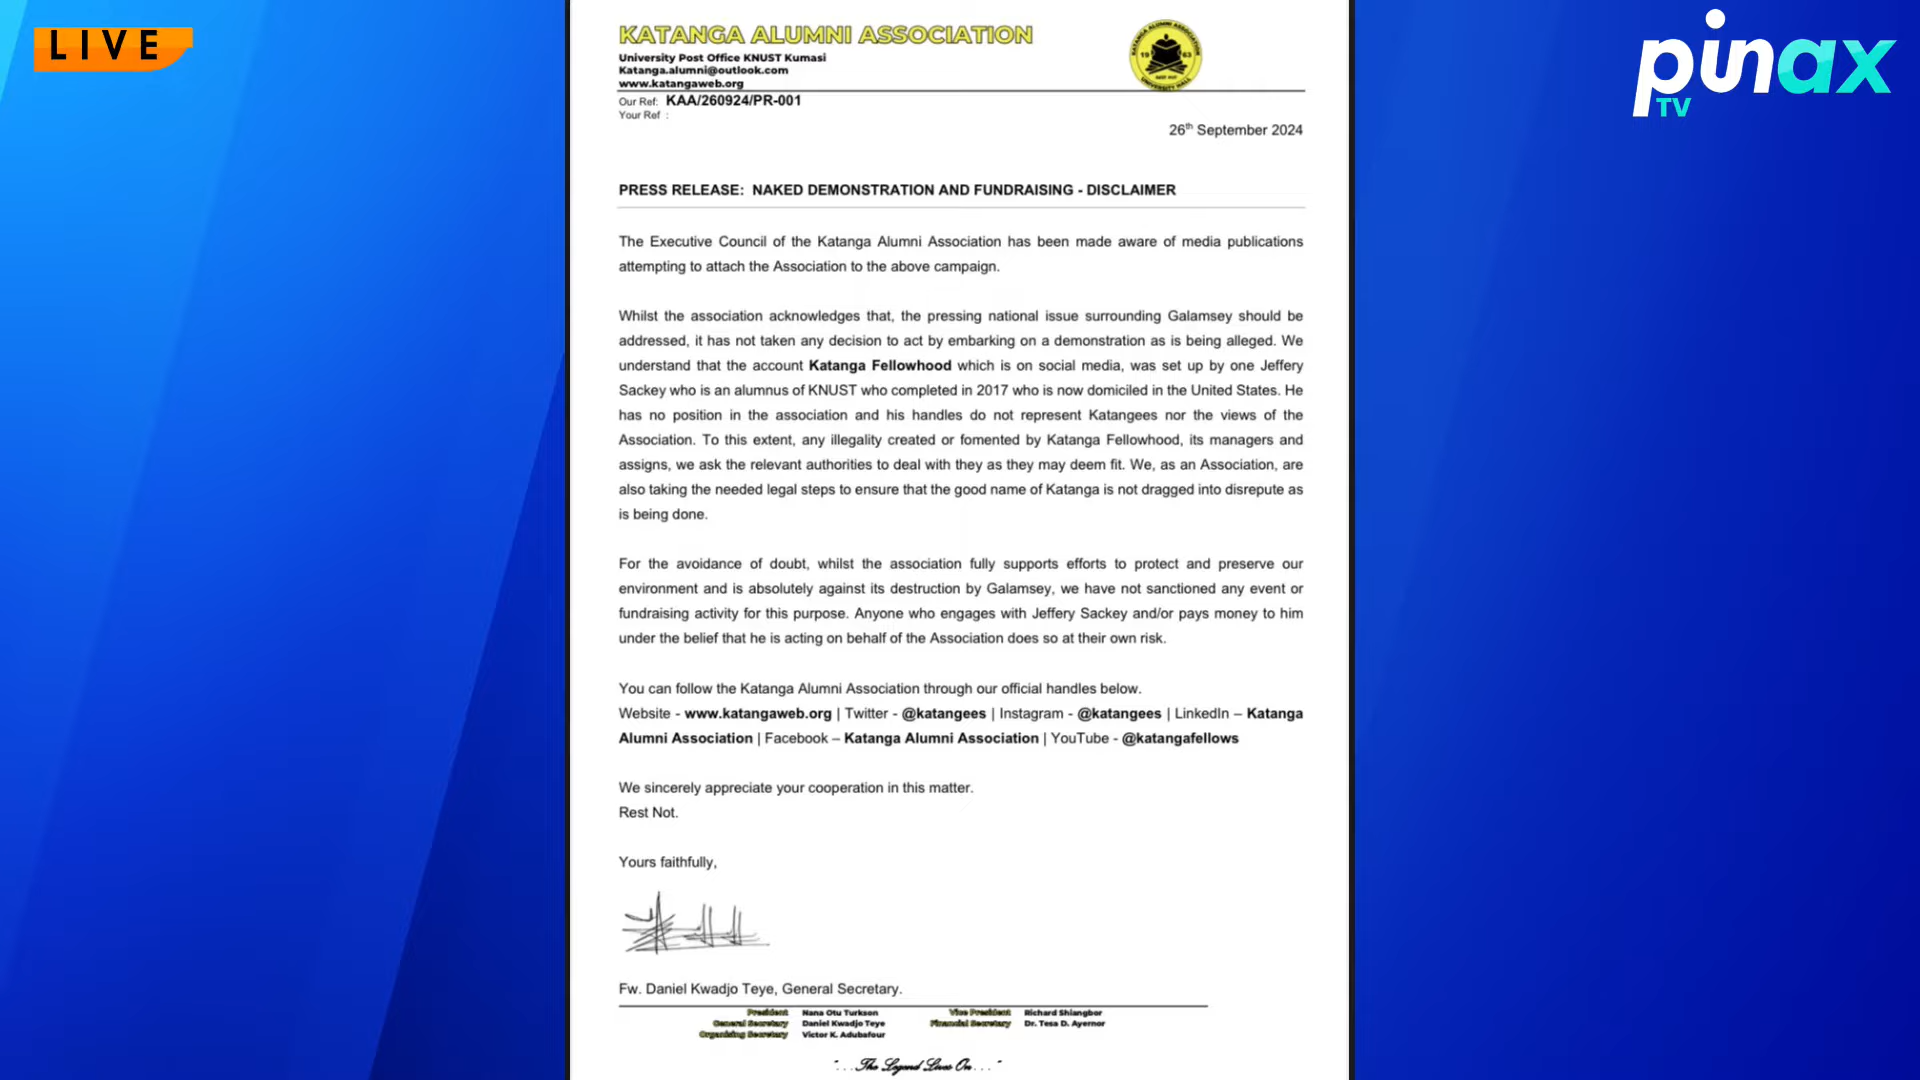 LIVE
pinax
TV
KATANGA ALUMNI ASSOCIATION
University Post Office KNUST Kumasi
Katanga.alumni@outlook.com
www.katangaweb.org
KATANGA ALUMNI ASSOCIATION
19 63
UNIVERSITY HALL
Our Ref: KAA/260924/PR-001
Your Ref :
26th September 2024
PRESS RELEASE: NAKED DEMONSTRATION AND FUNDRAISING - DISCLAIMER
The Executive Council of the Katanga Alumni Association has been made aware of media publications
attempting to attach the Association to the above campaign.
Whilst the association acknowledges that, the pressing national issue surrounding Galamsey should be
addressed, it has not taken any decision to act by embarking on a demonstration as is being alleged. We
understand that the account Katanga Fellowhood which is on social media, was set up by one Jeffery
Sackey who is an alumnus of KNUST who completed in 2017 who is now domiciled in the United States. He
has no position in the association and his handles do not represent Katangees nor the views of the
Association. To this extent, any illegality created or fomented by Katanga Fellowhood, its managers and
assigns, we ask the relevant authorities to deal with they as they may deem fit. We, as an Association, are
also taking the needed legal steps to ensure that the good name of Katanga is not dragged into disrepute as
is being done.
For the avoidance of doubt, whilst the association fully supports efforts to protect and preserve our
environment and is absolutely against its destruction by Galamsey, we have not sanctioned any event or
fundraising activity for this purpose. Anyone who engages with Jeffery Sackey and/or pays money to him
under the belief that he is acting on behalf of the Association does so at their own risk.
You can follow the Katanga Alumni Association through our official handles below.
Website - www.katangaweb.org | Twitter - @katangees | Instagram - @katangees | LinkedIn – Katanga
Alumni Association | Facebook – Katanga Alumni Association | YouTube - @katangafellows
We sincerely appreciate your cooperation in this matter.
Rest Not.
Yours faithfully,
Fw. Daniel Kwadjo Teye, General Secretary.
President Nana Otu Turkson Vice President Richard Shiangbor
General Secretary Daniel Kwadjo Teye Financial Secretary Dr. Tesa D. Ayernor
Organising Secretary Victor K. Adubafour
"...The Legend Lives On..."